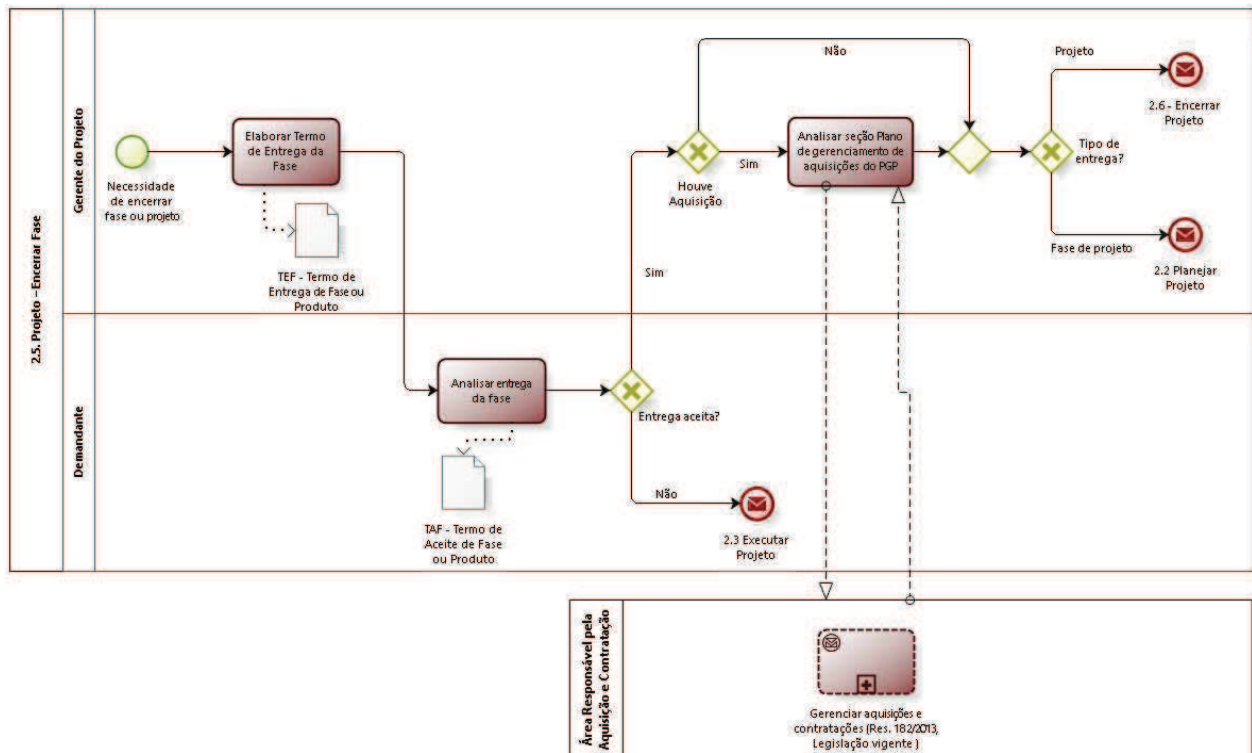 2.5. Projeto – Encerrar Fase
Gerente do Projeto
Necessidade
de encerrar
fase ou projeto
Elaborar Termo
de Entrega da
Fase
TEF - Termo de
Entrega de Fase ou
Produto
Sim
Houve
Aquisição
Não
Sim
Analisar seção Plano
de gerenciamento de
aquisições do PGP
Tipo de
entrega?
Projeto
2.6 - Encerrar
Projeto
Fase de projeto
2.2 Planejar
Projeto
Demandante
Analisar entrega
da fase
TAF - Termo de
Aceite de Fase
ou Produto
Entrega aceita?
Não
2.3 Executar
Projeto
Área Responsável pela
Aquisição e Contratação
Gerenciar aquisições e
contratações (Res. 182/2013,
Legislação vigente )